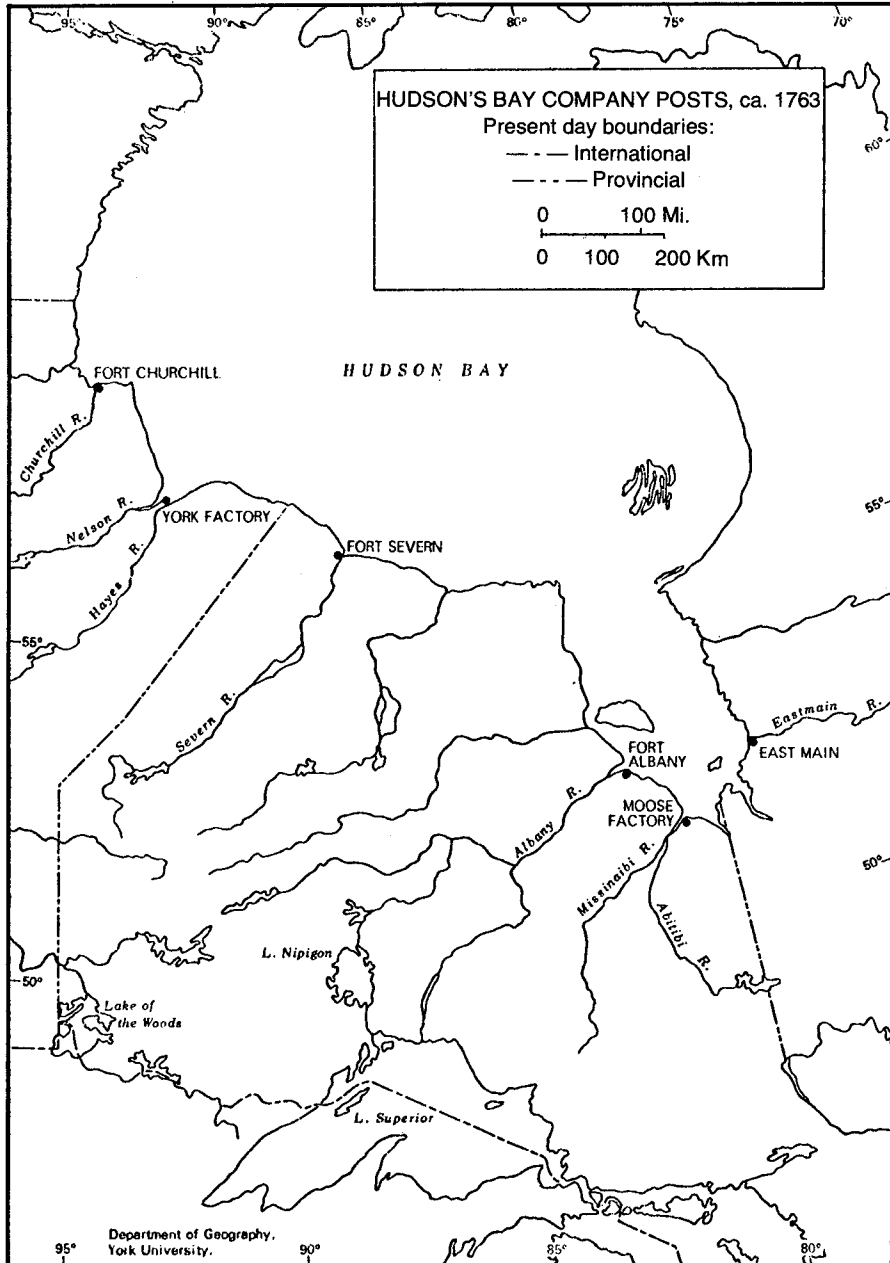 95°
90°
85°
80°
75°
70°
HUDSON'S BAY COMPANY POSTS, ca. 1763
Present day boundaries:
International
Provincial
0 100 Mi.
0 100 200 Km
60°
HUDSON BAY
FORT CHURCHILL
Churchill R.
Nelson R.
YORK FACTORY
Hayes R.
FORT SEVERN
55°
55°
Severn R.
Eastmain R.
EAST MAIN
FORT
ALBANY
Albany R.
MOOSE
FACTORY
Missinaibi R.
Abitibi R.
50°
L. Nipigon
50°
Lake of
the Woods
L. Superior
Department of Geography,
York University.
95°
90°
85°
80°